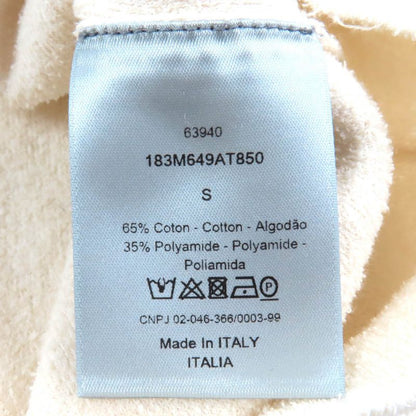 63940
183M649AT850
S
65% Coton - Cotton - Algodão
35% Polyamide - Polyamide -
Poliamida
P
CNPJ 02-046-366/0003-99
Made In ITALY
ITALIA